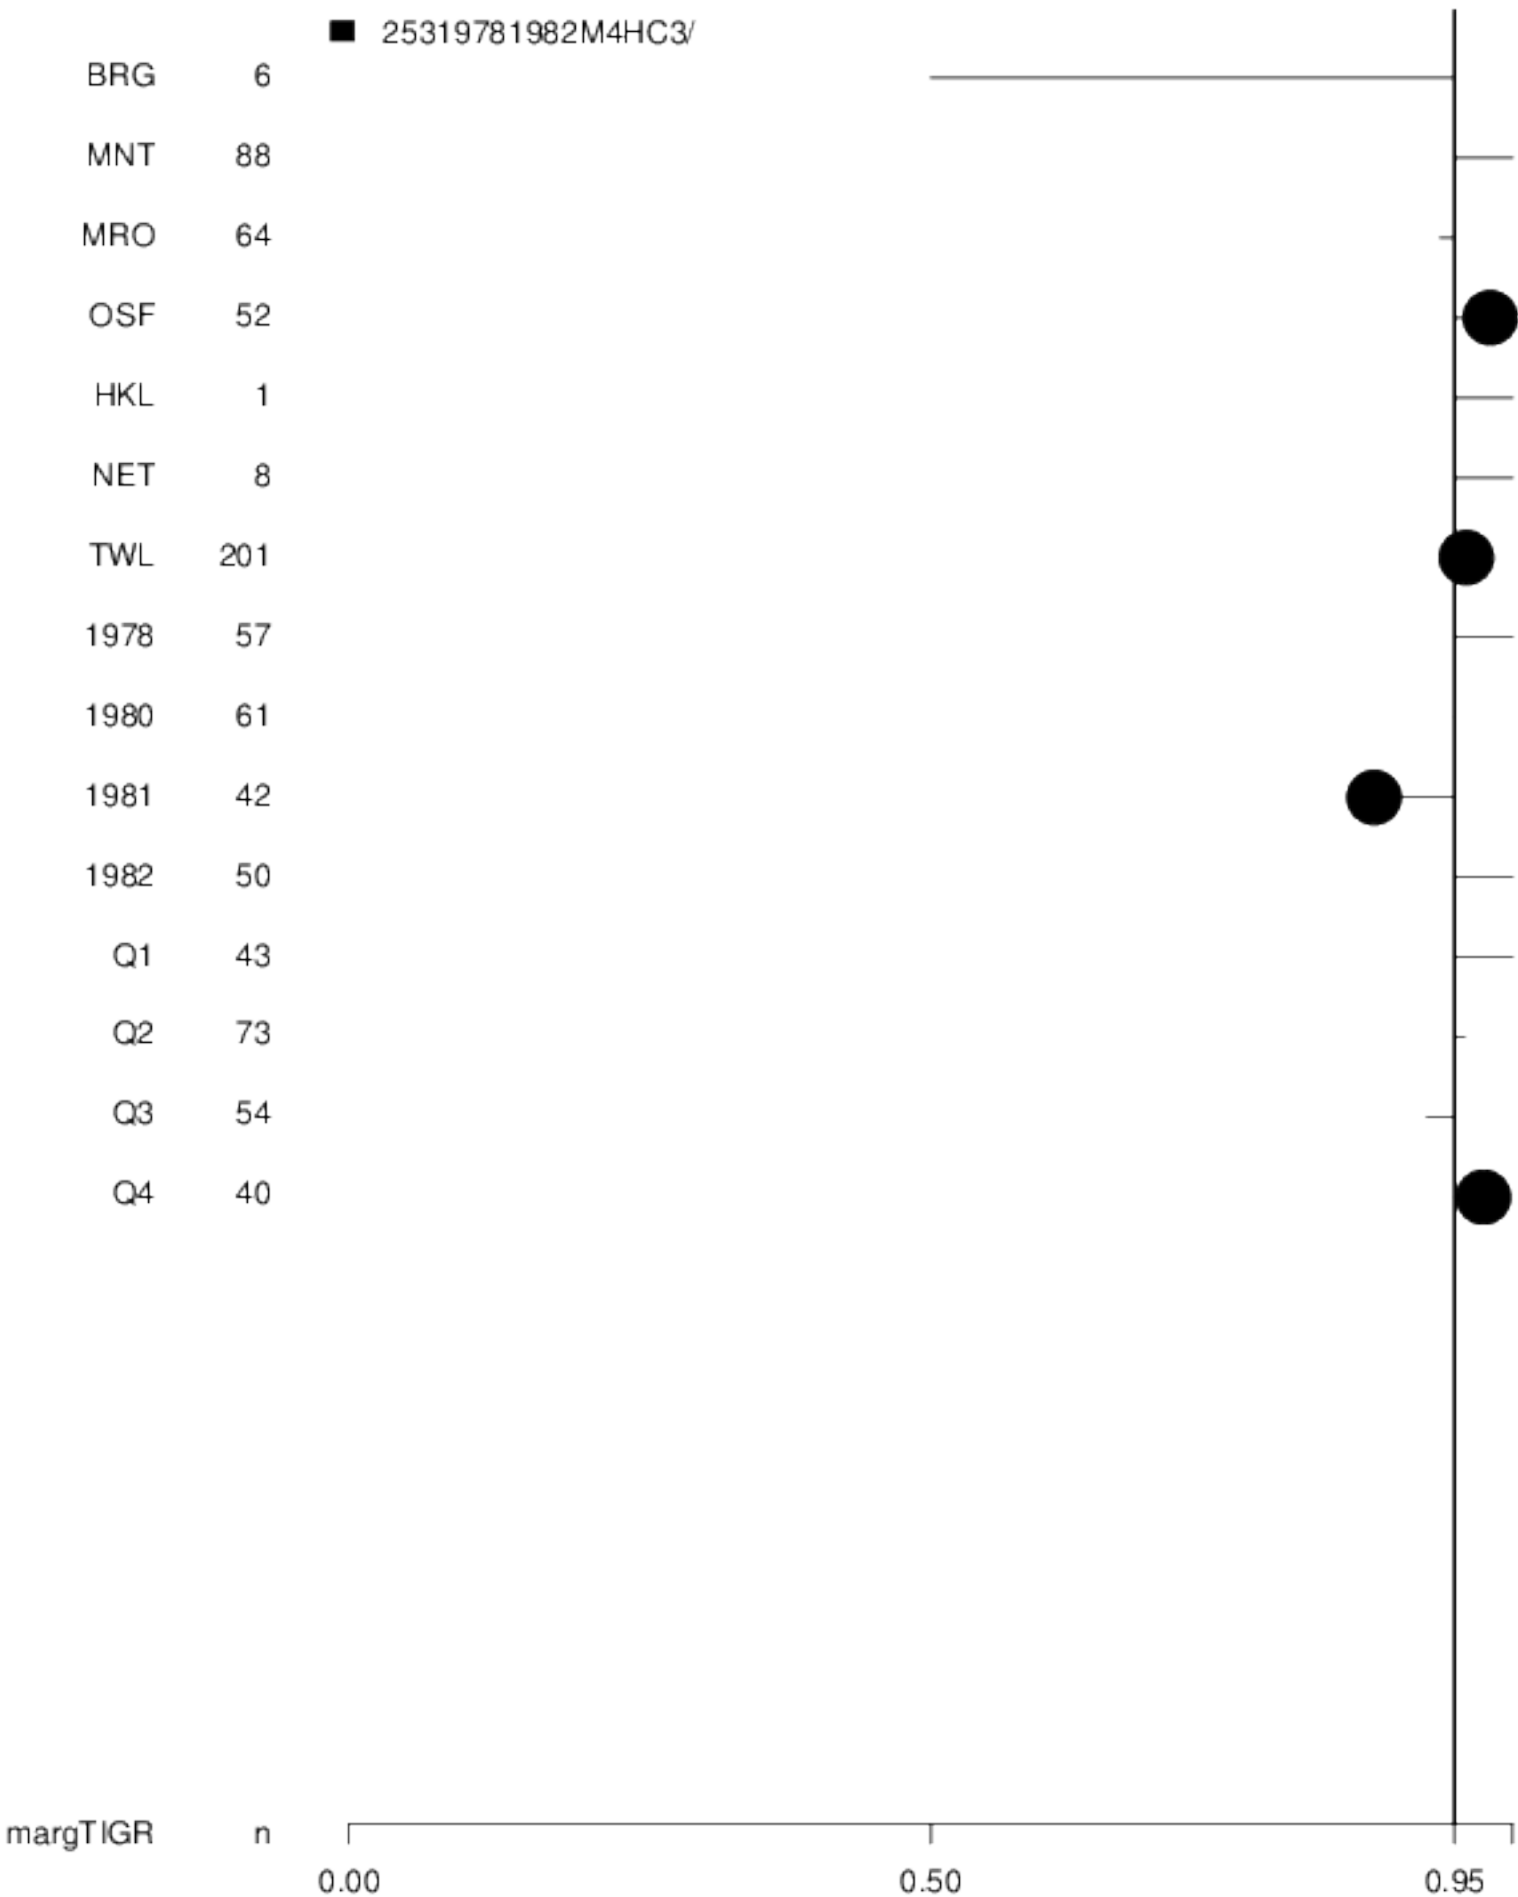 25319781982M4HC3/
BRG 6
MNT 88
MRO 64
OSF 52
HKL 1
NET 8
TWL 201
1978 57
1980 61
1981 42
1982 50
Q1 43
Q2 73
Q3 54
Q4 40
margTIGR n
0.00 0.50 0.95